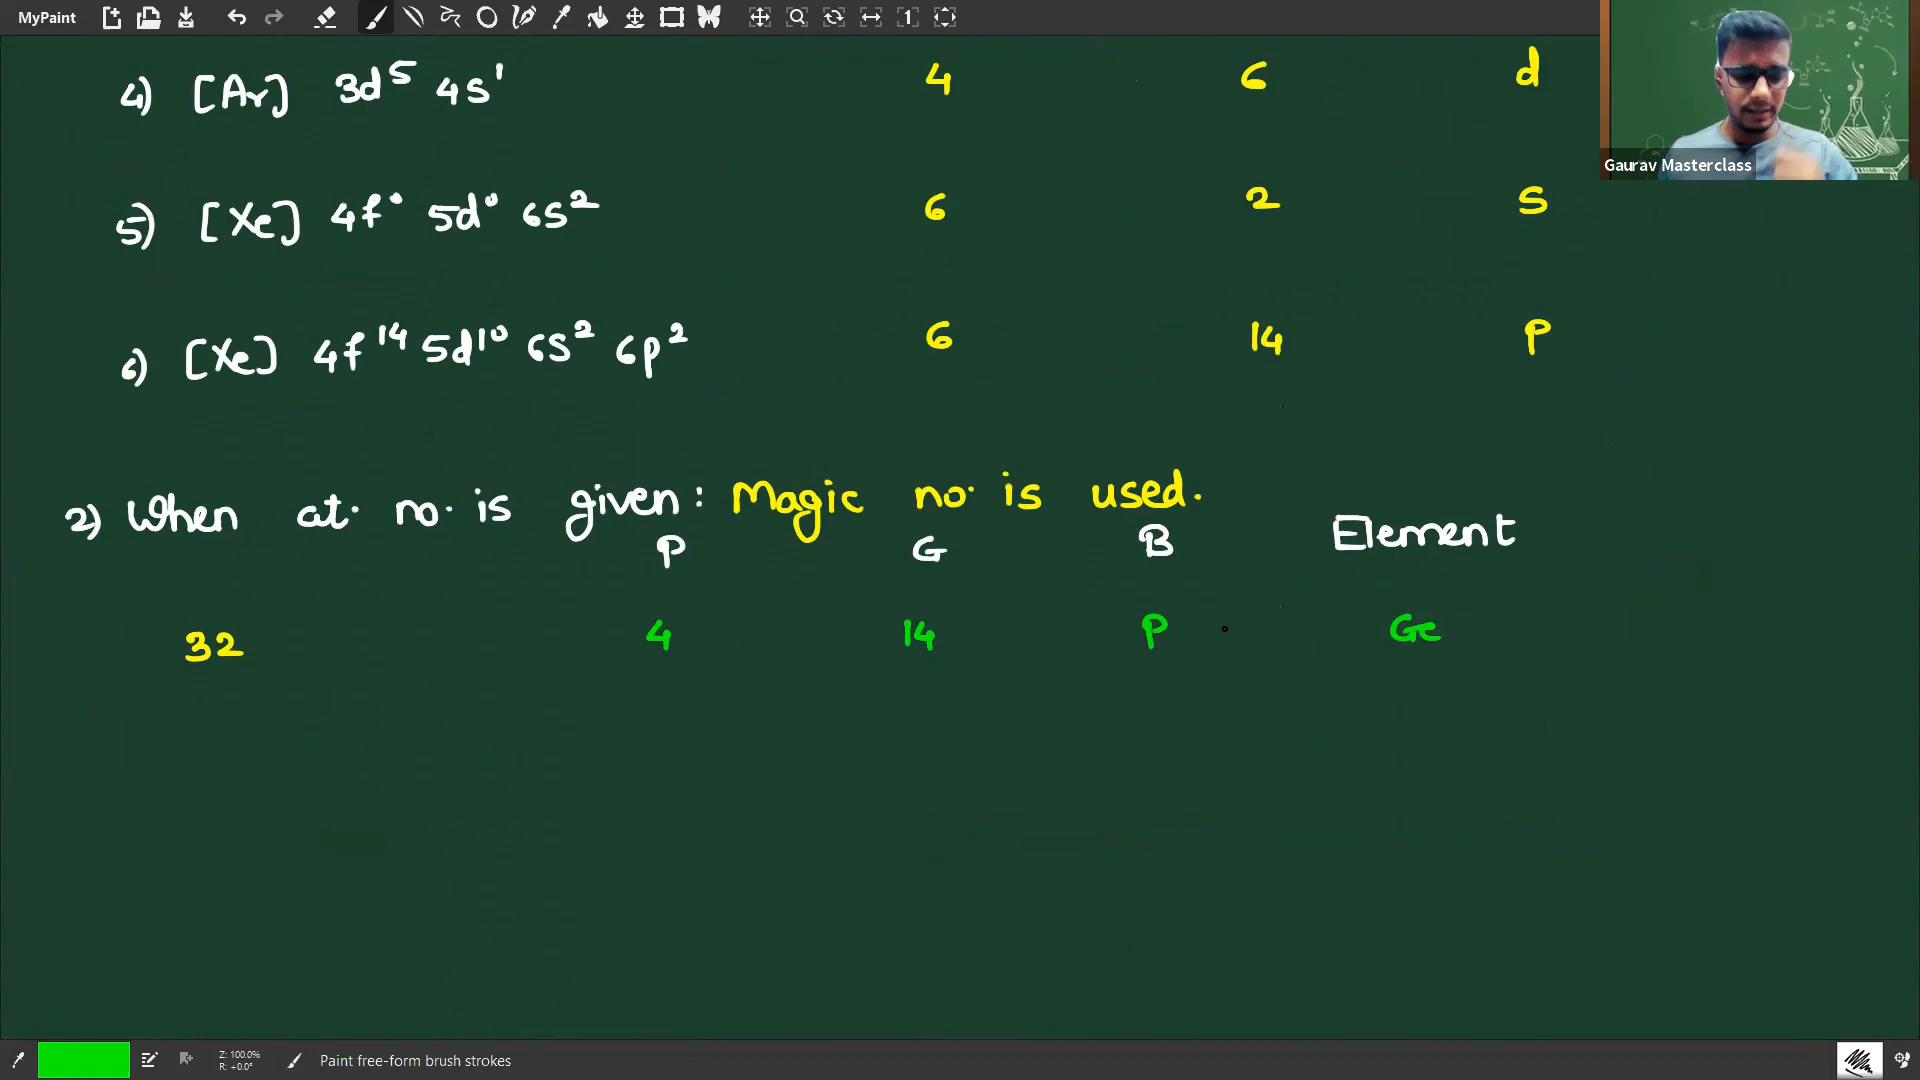 MyPaint
4) [Ar] 3d⁵ 4s¹ 4 6 d
Gaurav Masterclass
5) [Xe] 4f⁰ 5d⁰ 6s² 6 2 S
6) [Xe] 4f¹⁴ 5d¹⁰ 6s² 6p² 6 14 P
2) When at. no. is given: Magic no. is used.
P G B Element
32 4 14 P Ge
Z: 100.0%
R: +0.0°
Paint free-form brush strokes